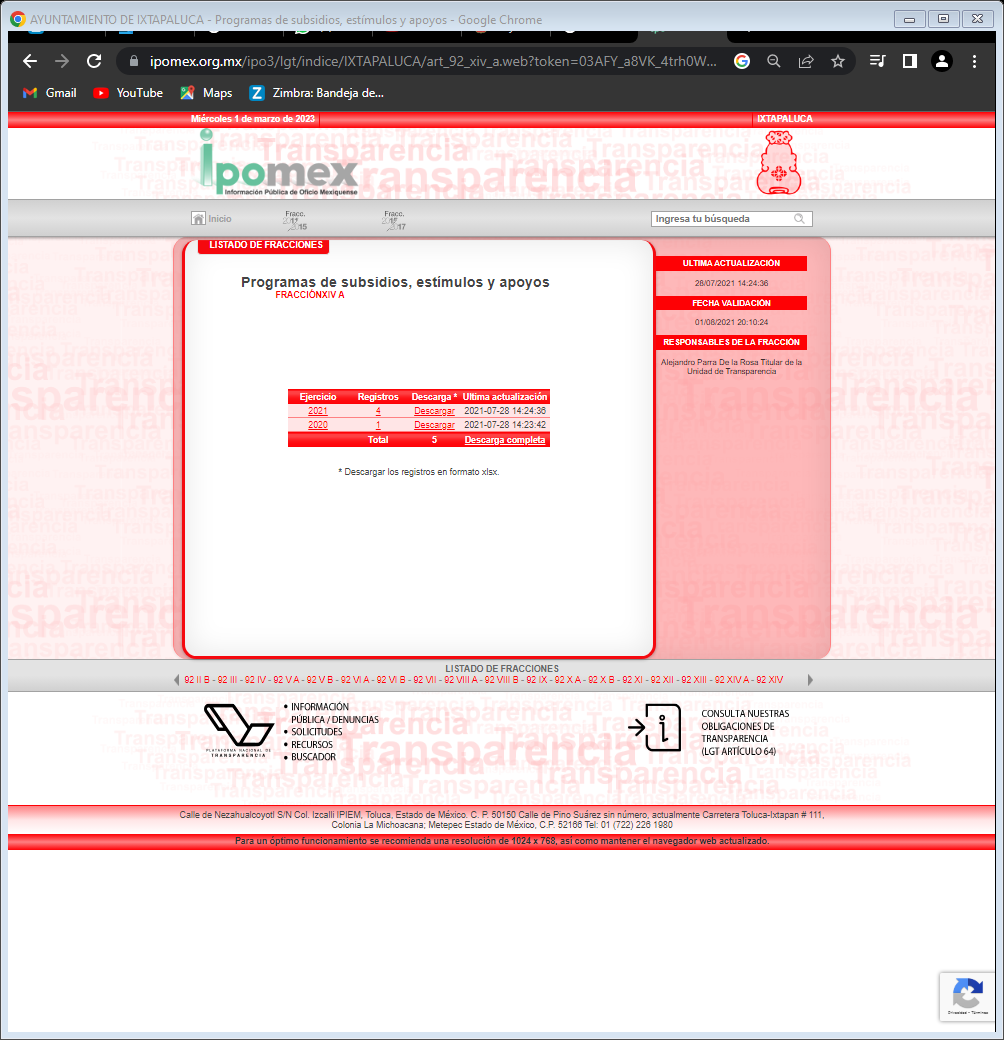 AYUNTAMIENTO DE IXTAPALUCA - Programas de subsidios, estímulos y apoyos - Google Chrome
ipomex.org.mx/ipo3/lgt/indice/IXTAPALUCA/art_92_xiv_a.web?token=03AFY_a8VK_4trh0W...
Gmail YouTube Maps Zimbra: Bandeja de...
Miércoles 1 de marzo de 2023 IXTAPALUCA
ipomex
Información Pública de Oficio Mexiquense
Transparencia
Inicio Fracc. 15 Fracc. 17 Ingresa tu búsqueda
LISTADO DE FRACCIONES
Programas de subsidios, estímulos y apoyos
FRACCIÓNXIV A
Ejercicio Registros Descarga * Ultima actualización
2021 4 Descargar 2021-07-28 14:24:36
2020 1 Descargar 2021-07-28 14:23:42
Total 5 Descarga completa
* Descargar los registros en formato xlsx.
ULTIMA ACTUALIZACIÓN
28/07/2021 14:24:36
FECHA VALIDACIÓN
01/08/2021 20:10:24
RESPONSABLES DE LA FRACCIÓN
Alejandro Parra De la Rosa Titular de la
Unidad de Transparencia
LISTADO DE FRACCIONES
92 II B - 92 III - 92 IV - 92 V A - 92 V B - 92 VI A - 92 VI B - 92 VII - 92 VIII A - 92 VIII B - 92 IX - 92 X A - 92 X B - 92 XI - 92 XII - 92 XIII - 92 XIV A - 92 XIV
PLATAFORMA NACIONAL DE
TRANSPARENCIA
• INFORMACIÓN
PÚBLICA / DENUNCIAS
• SOLICITUDES
• RECURSOS
• BUSCADOR
CONSULTA NUESTRAS
OBLIGACIONES DE
TRANSPARENCIA
(LGT ARTÍCULO 64)
Calle de Nezahualcoyotl S/N Col. Izcalli IPIEM, Toluca, Estado de México. C. P. 50150 Calle de Pino Suárez sin número, actualmente Carretera Toluca-Ixtapan # 111,
Colonia La Michoacana; Metepec Estado de México, C.P. 52166 Tel: 01 (722) 226 1980
Para un óptimo funcionamiento se recomienda una resolución de 1024 x 768, así como mantener el navegador web actualizado.
Privacidad - Términos